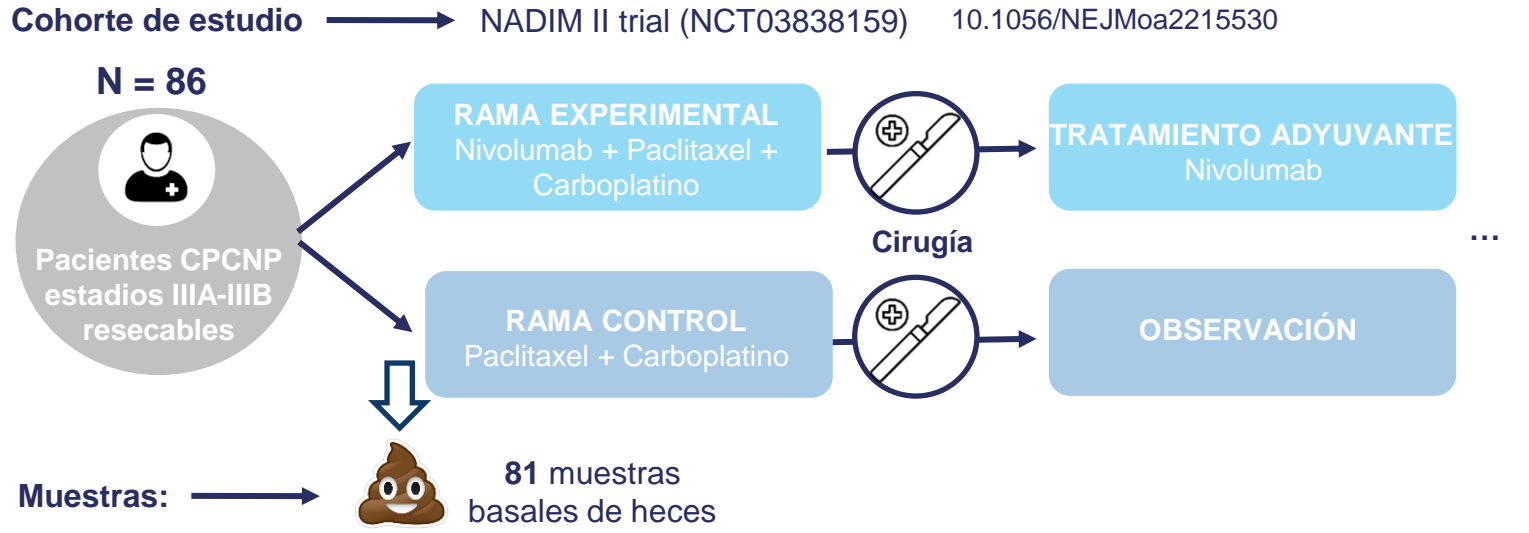 Cohorte de estudio
NADIM II trial (NCT03838159)
10.1056/NEJMoa2215530
N = 86
Pacientes CPCNP
estadios IIIA-IIIB
resecables
RAMA EXPERIMENTAL
Nivolumab + Paclitaxel +
Carboplatino
TRATAMIENTO ADYUVANTE
Nivolumab
Cirugía
...
RAMA CONTROL
Paclitaxel + Carboplatino
OBSERVACIÓN
Muestras:
81 muestras
basales de heces